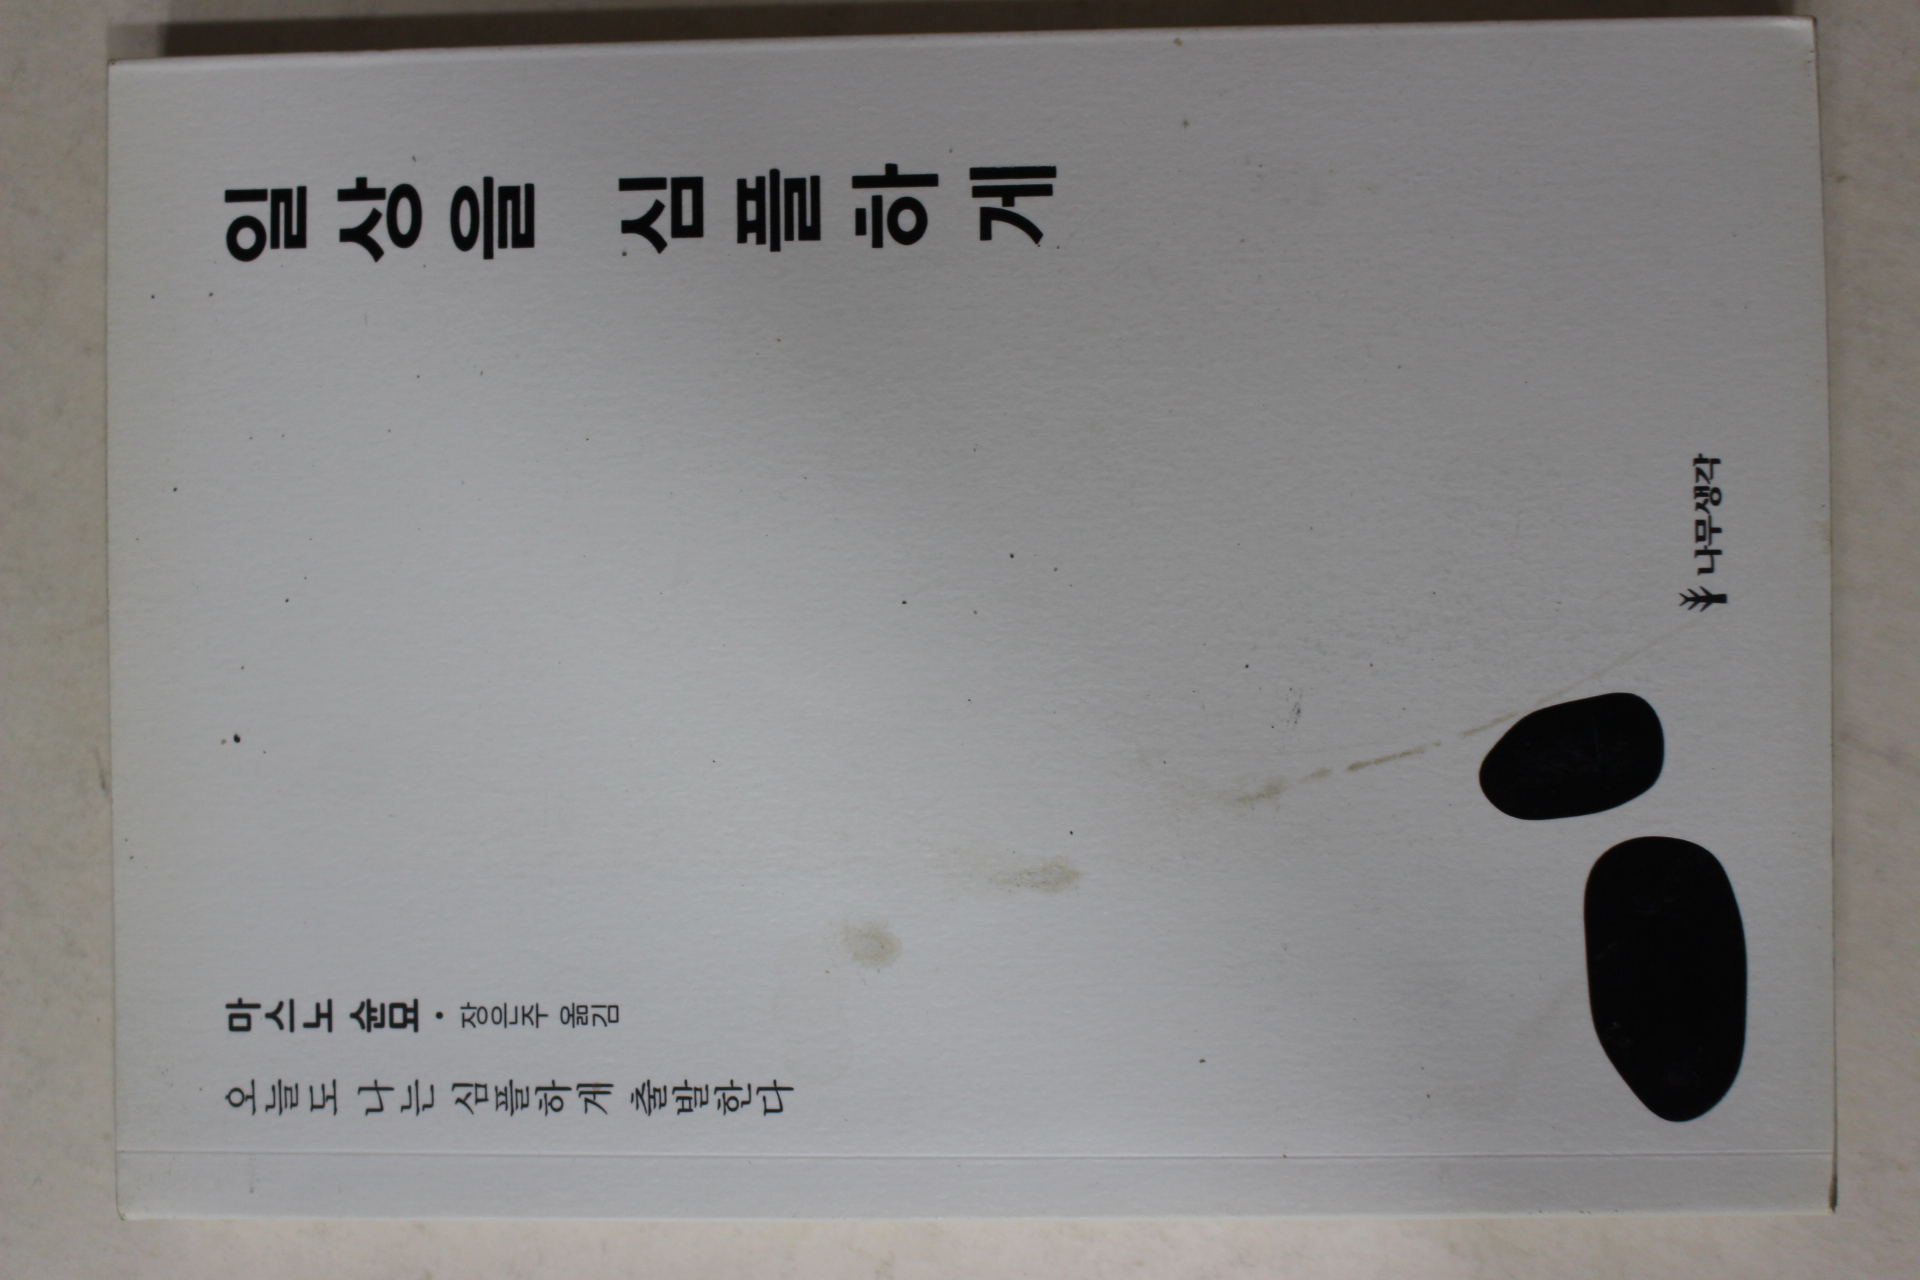 일상을 심플하게
마스노 슌묘 · 장은주 옮김
오늘도 나는 심플하게 출발한다
나무생각